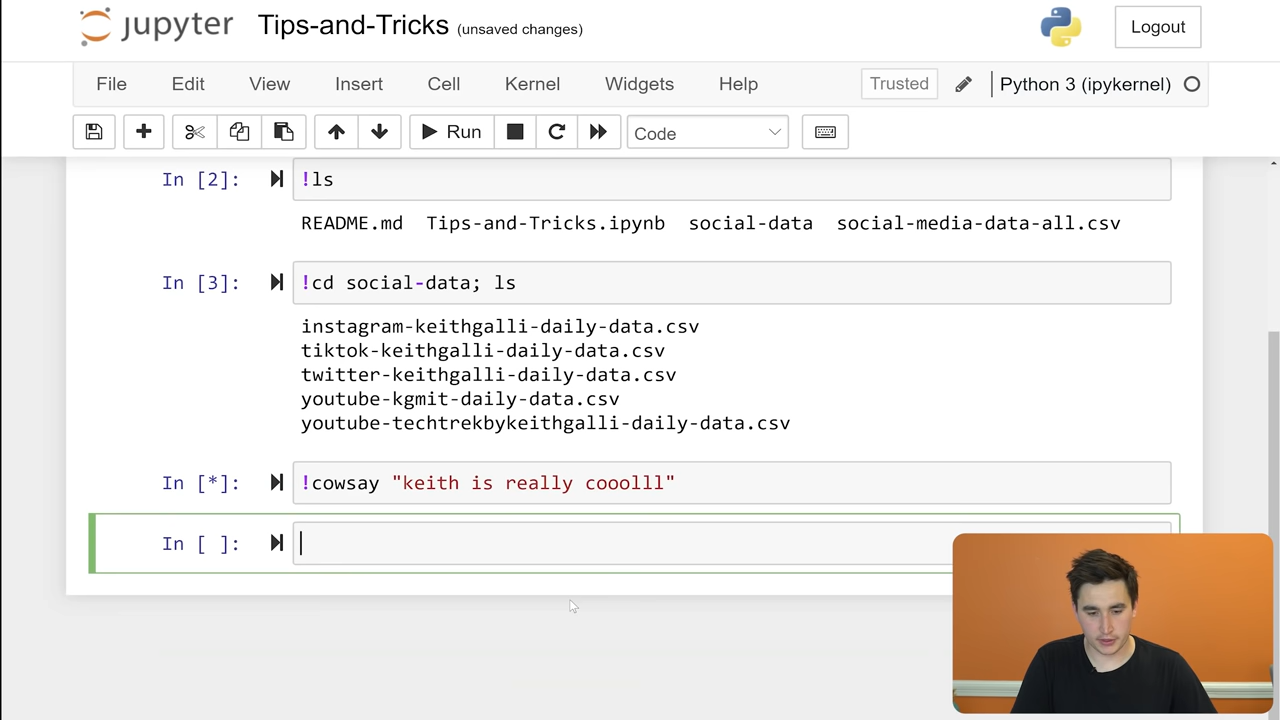 jupyter Tips-and-Tricks (unsaved changes) Logout
File Edit View Insert Cell Kernel Widgets Help Trusted Python 3 (ipykernel)
Run Code
In [2]: !ls
README.md Tips-and-Tricks.ipynb social-data social-media-data-all.csv
In [3]: !cd social-data; ls
instagram-keithgalli-daily-data.csv
tiktok-keithgalli-daily-data.csv
twitter-keithgalli-daily-data.csv
youtube-kgmit-daily-data.csv
youtube-techtrekbykeithgalli-daily-data.csv
In [*]: !cowsay "keith is really cooolll"
In [ ]: